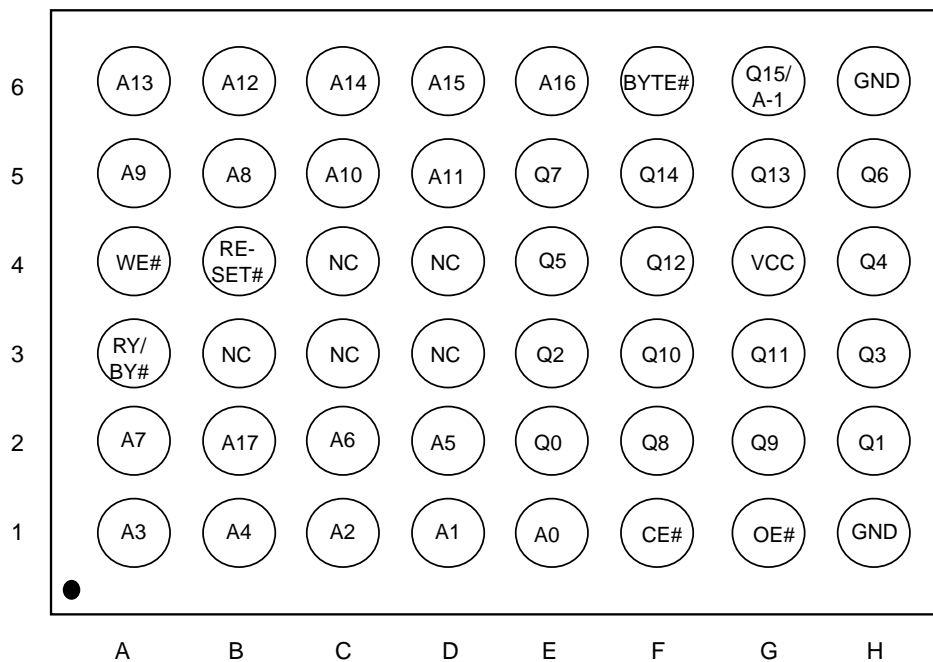 6 A13 A12 A14 A15 A16 BYTE# Q15/ A-1 GND
5 A9 A8 A10 A11 Q7 Q14 Q13 Q6
4 WE# RE- SET# NC NC Q5 Q12 VCC Q4
3 RY/ BY# NC NC NC Q2 Q10 Q11 Q3
2 A7 A17 A6 A5 Q0 Q8 Q9 Q1
1 A3 A4 A2 A1 A0 CE# OE# GND
A B C D E F G H